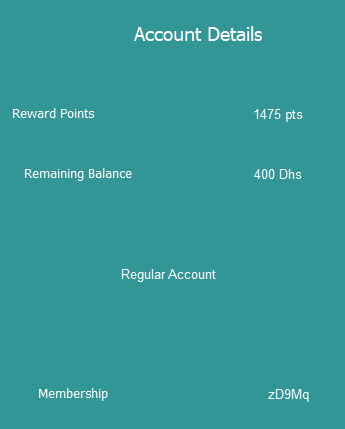 Account Details
Reward Points 1475 pts
Remaining Balance 400 Dhs
Regular Account
Membership zD9Mq